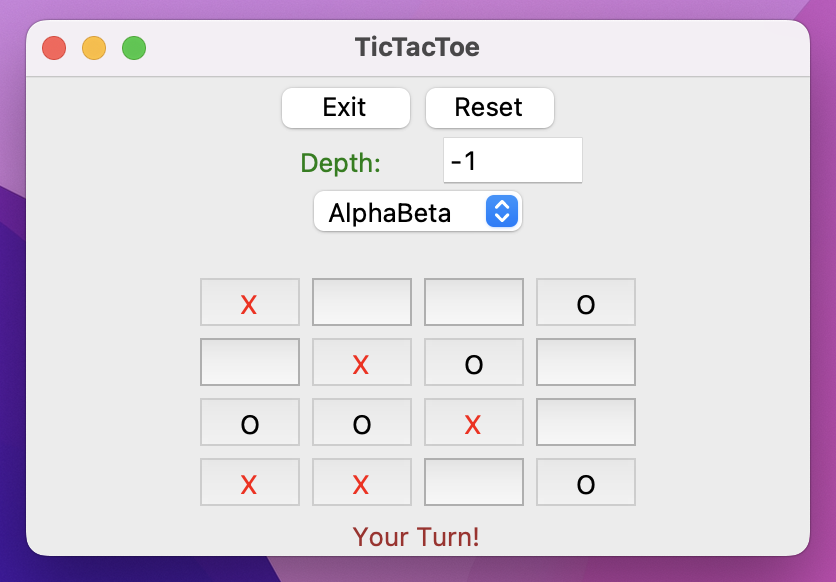 TicTacToe
Exit Reset
Depth: -1
AlphaBeta
X O
X O
O O X
X X O
Your Turn!